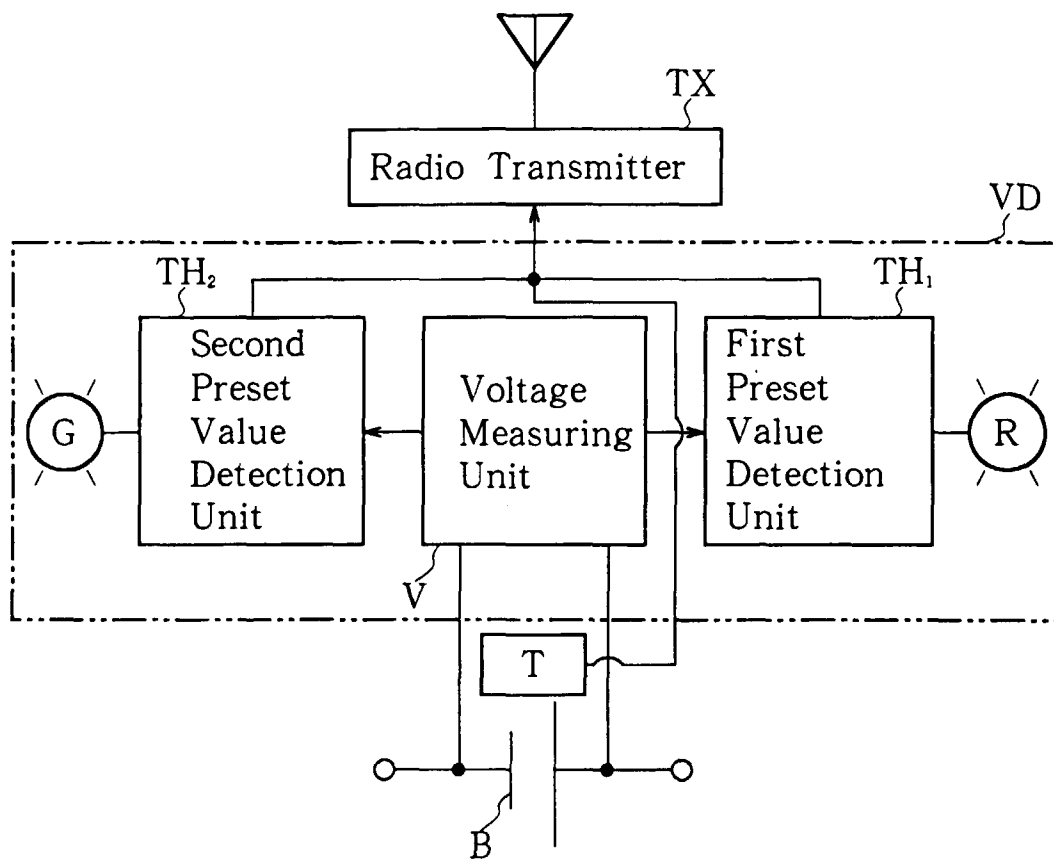 TX
Radio Transmitter
VD
TH₂
TH₁
Second
Preset
Value
Detection
Unit
Voltage
Measuring
Unit
First
Preset
Value
Detection
Unit
G
R
V
T
B